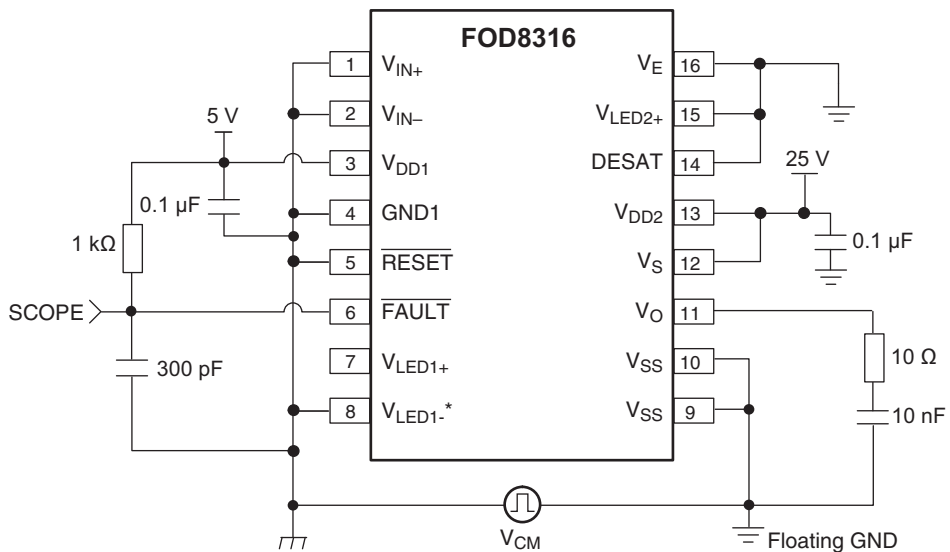 FOD8316
1 V_IN+
2 V_IN–
3 V_DD1
4 GND1
5 RESET
6 FAULT
7 V_LED1+
8 V_LED1-*
V_E 16
V_LED2+ 15
DESAT 14
V_DD2 13
V_S 12
V_O 11
V_SS 10
V_SS 9
5 V
0.1 µF
1 kΩ
SCOPE
300 pF
25 V
0.1 µF
10 Ω
10 nF
V_CM
Floating GND